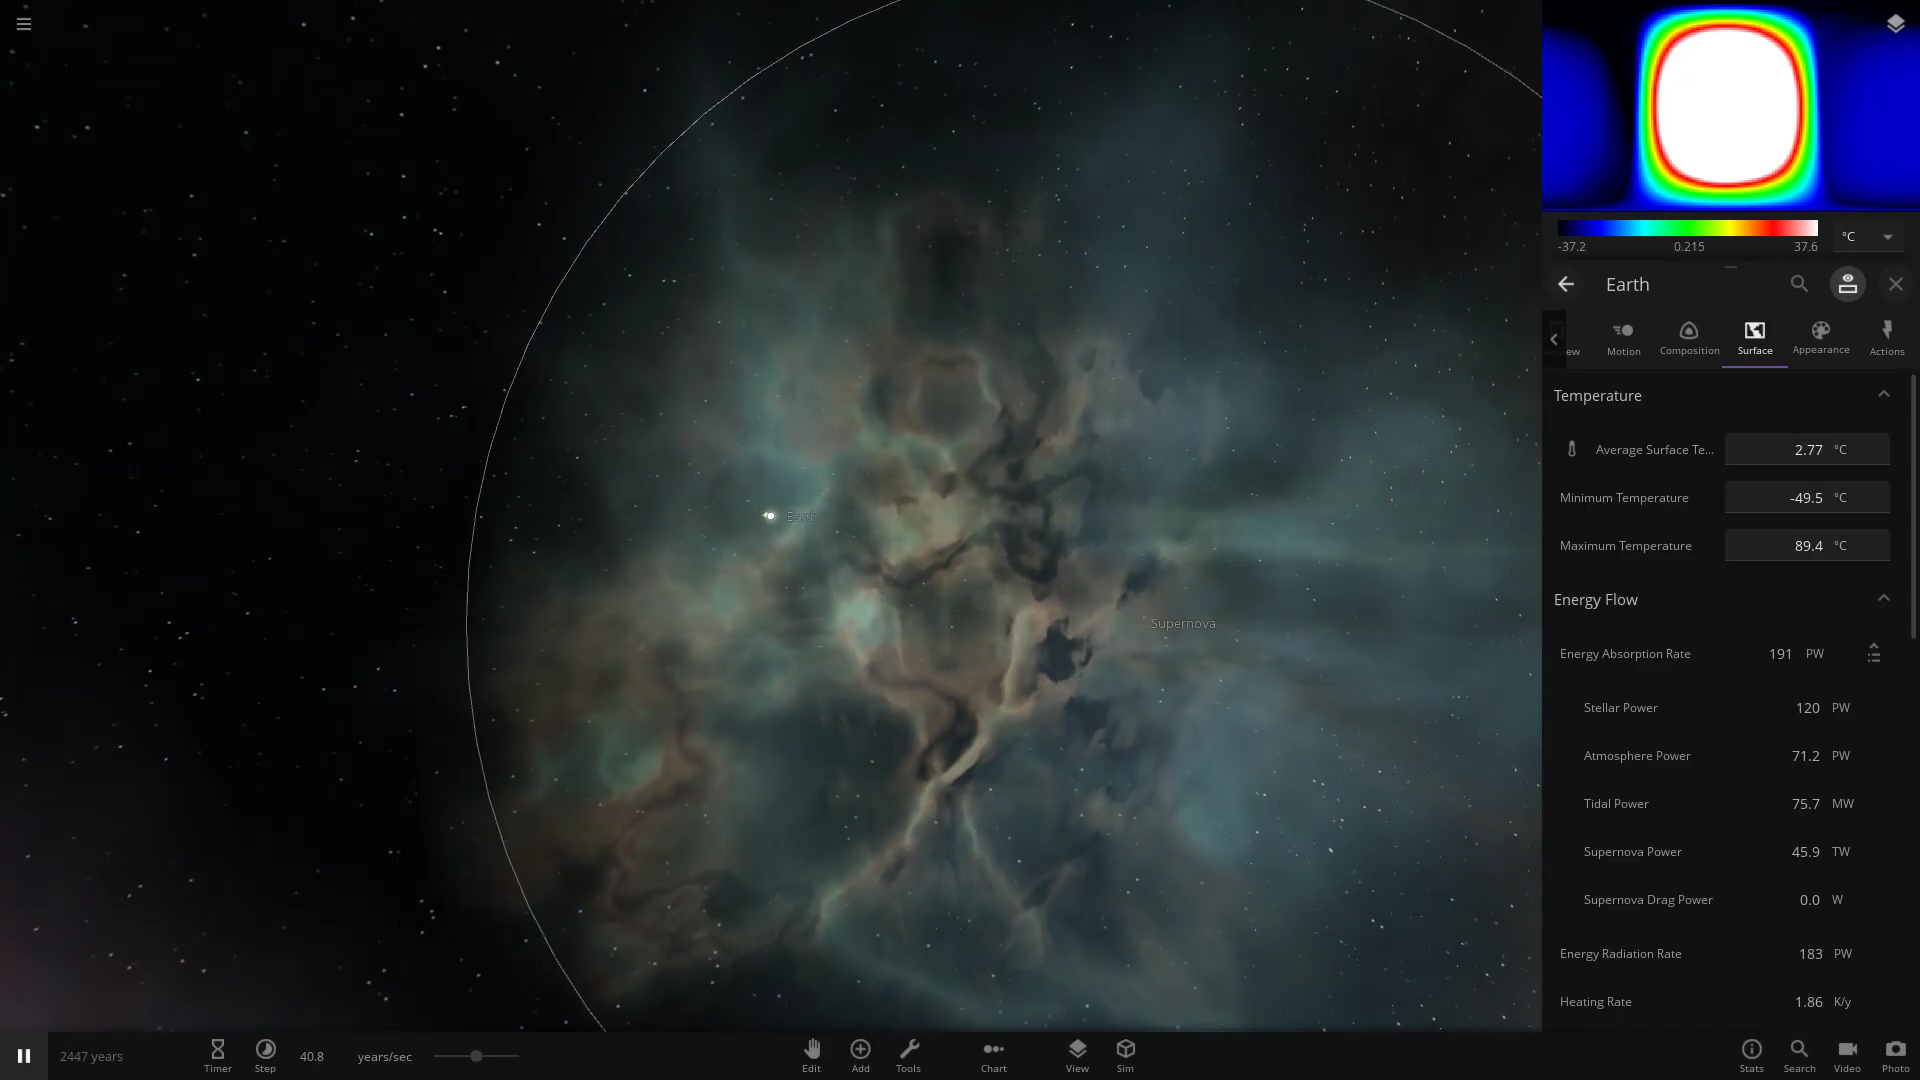 -37.2 0.215 37.6 °C
Earth
ew Motion Composition Surface Appearance Actions
Temperature
Average Surface Te... 2.77 °C
Minimum Temperature -49.5 °C
Maximum Temperature 89.4 °C
Energy Flow
Energy Absorption Rate 191 PW
Stellar Power 120 PW
Atmosphere Power 71.2 PW
Tidal Power 75.7 MW
Supernova Power 45.9 TW
Supernova Drag Power 0.0 W
Energy Radiation Rate 183 PW
Heating Rate 1.86 K/y
Earth
Supernova
2447 years
Timer
Step
40.8 years/sec
Edit
Add
Tools
Chart
View
Sim
Stats
Search
Video
Photo